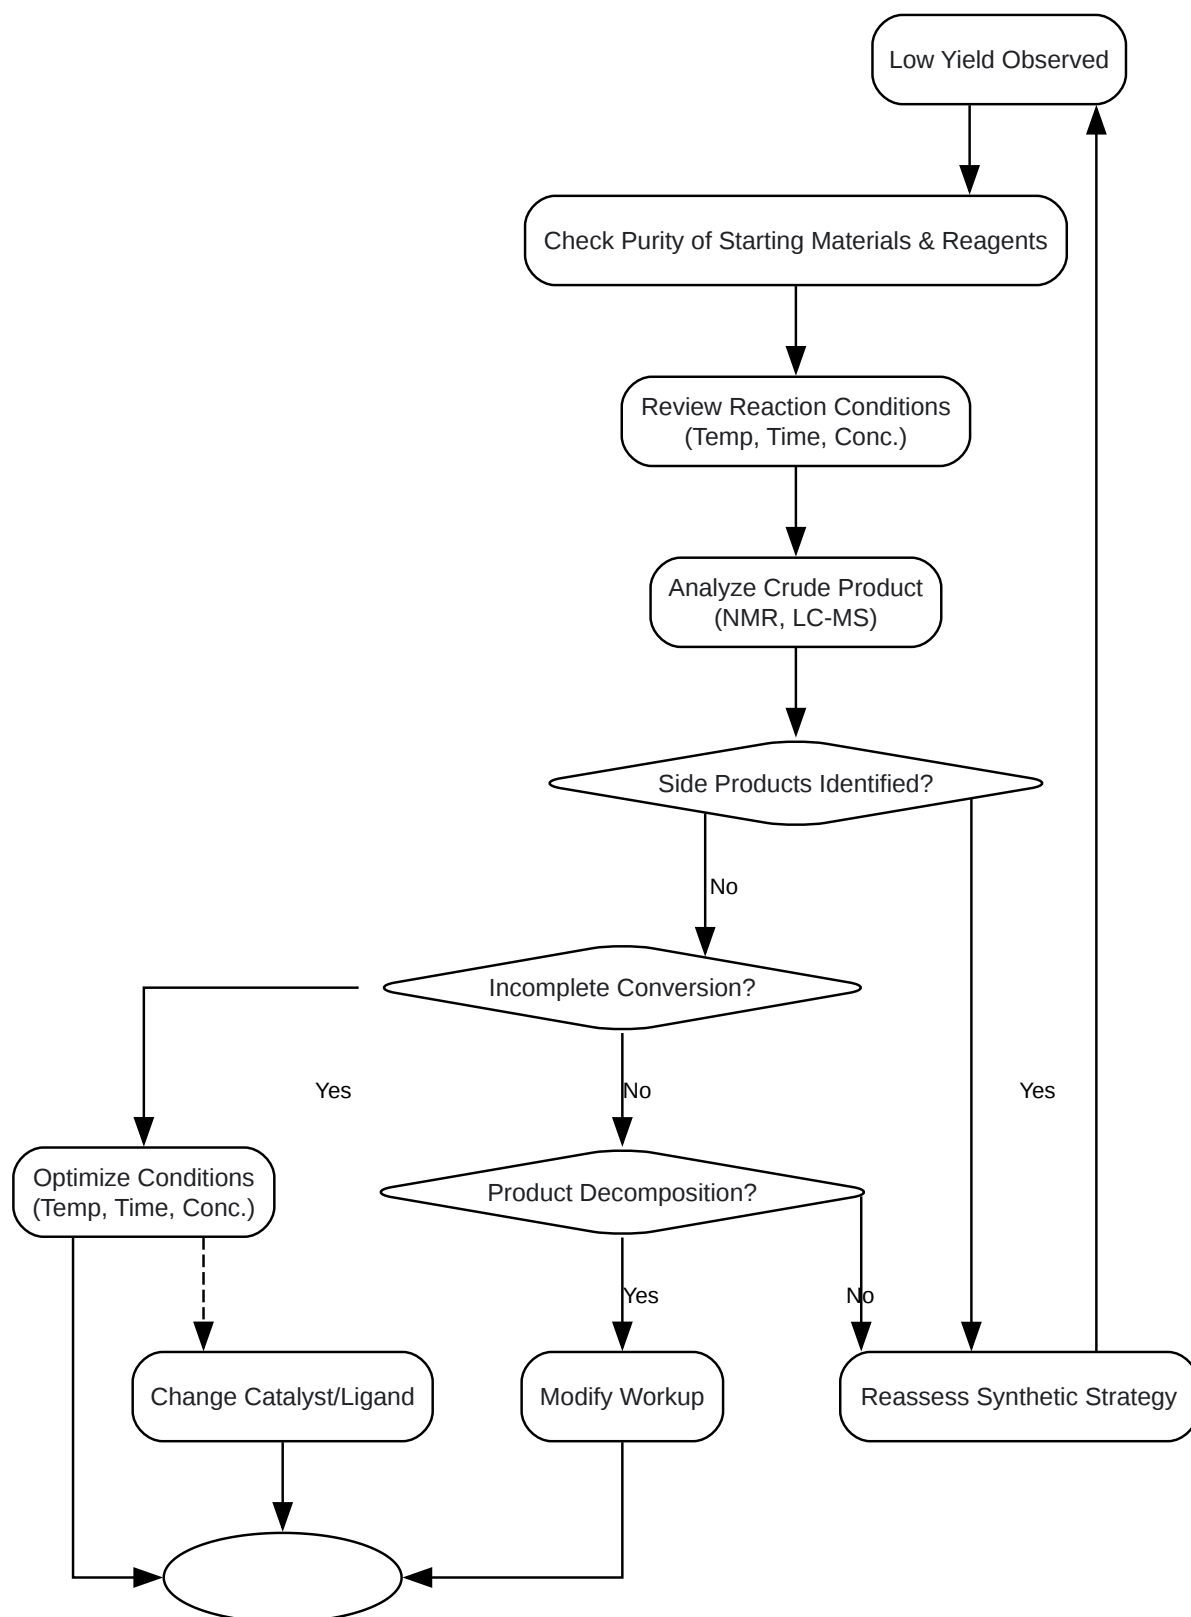 Low Yield Observed
Check Purity of Starting Materials & Reagents
Review Reaction Conditions
(Temp, Time, Conc.)
Analyze Crude Product
(NMR, LC-MS)
Side Products Identified?
No
Incomplete Conversion?
Yes
No
Yes
Optimize Conditions
(Temp, Time, Conc.)
Product Decomposition?
Yes
No
Change Catalyst/Ligand
Modify Workup
Reassess Synthetic Strategy